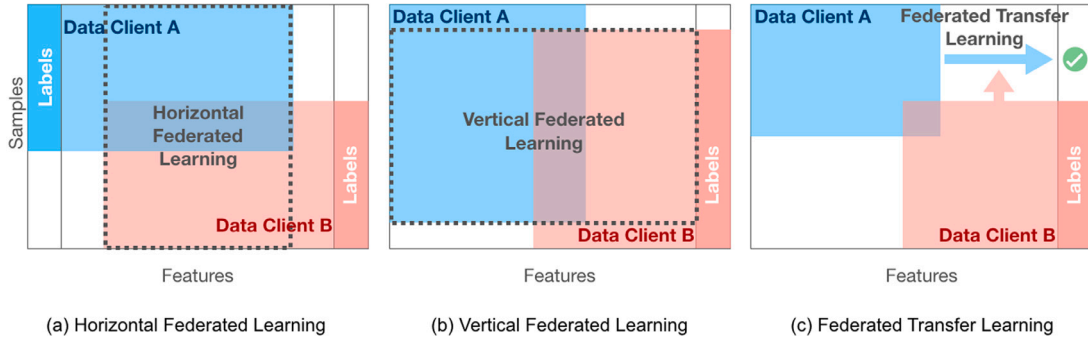 Data Client A
Labels
Samples
Horizontal
Federated
Learning
Labels
Data Client B
Features
(a) Horizontal Federated Learning
Data Client A
Vertical Federated
Learning
Labels
Data Client B
Features
(b) Vertical Federated Learning
Data Client A
Federated Transfer
Learning
Labels
Data Client B
Features
(c) Federated Transfer Learning